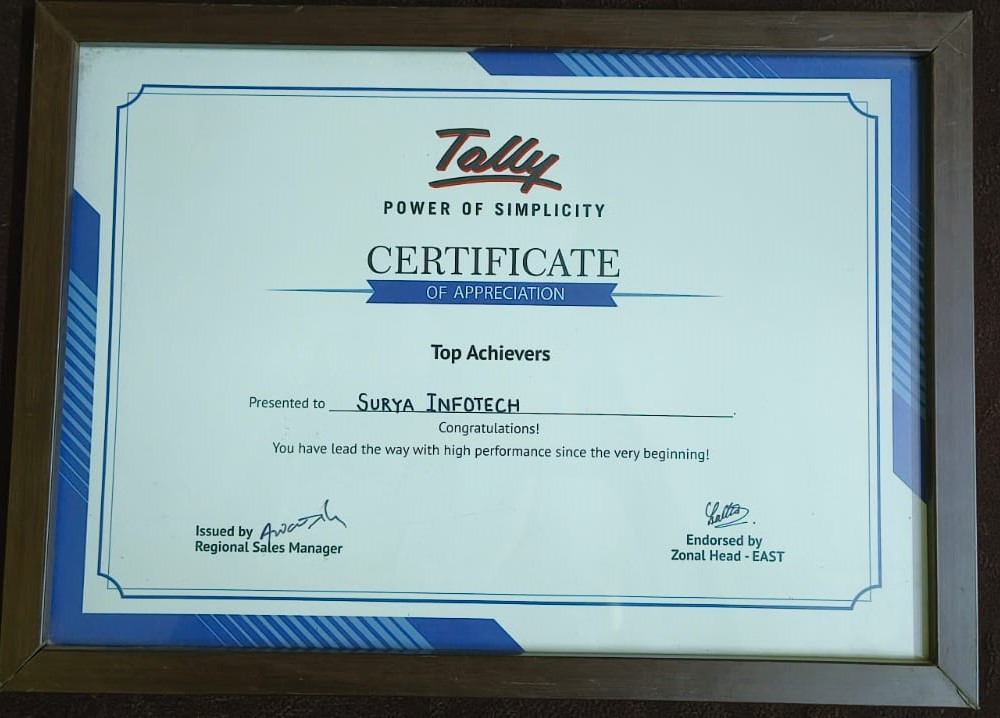 Tally
POWER OF SIMPLICITY
CERTIFICATE
OF APPRECIATION
Top Achievers
Presented to SURYA INFOTECH
Congratulations!
You have lead the way with high performance since the very beginning!
Issued by
Regional Sales Manager
Endorsed by
Zonal Head - EAST